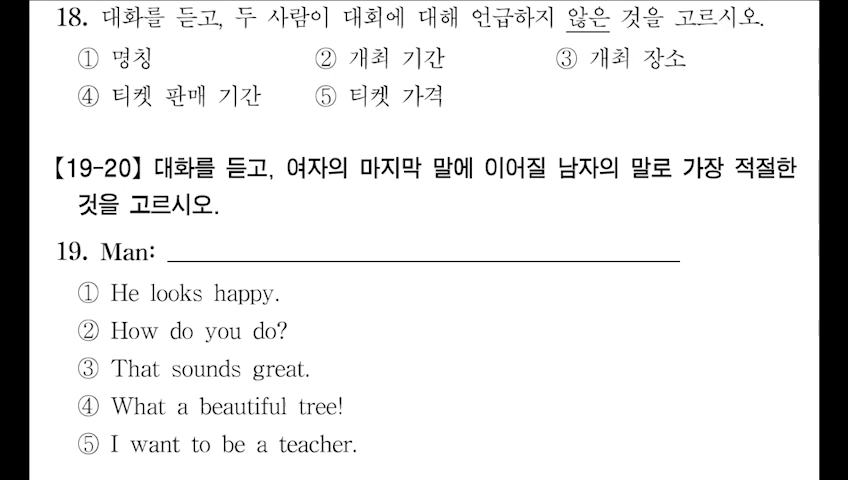 18. 대화를 듣고, 두 사람이 대회에 대해 언급하지 않은 것을 고르시오.
① 명칭 ② 개최 기간 ③ 개최 장소
④ 티켓 판매 기간 ⑤ 티켓 가격
【19-20】 대화를 듣고, 여자의 마지막 말에 이어질 남자의 말로 가장 적절한
것을 고르시오.
19. Man:
① He looks happy.
② How do you do?
③ That sounds great.
④ What a beautiful tree!
⑤ I want to be a teacher.